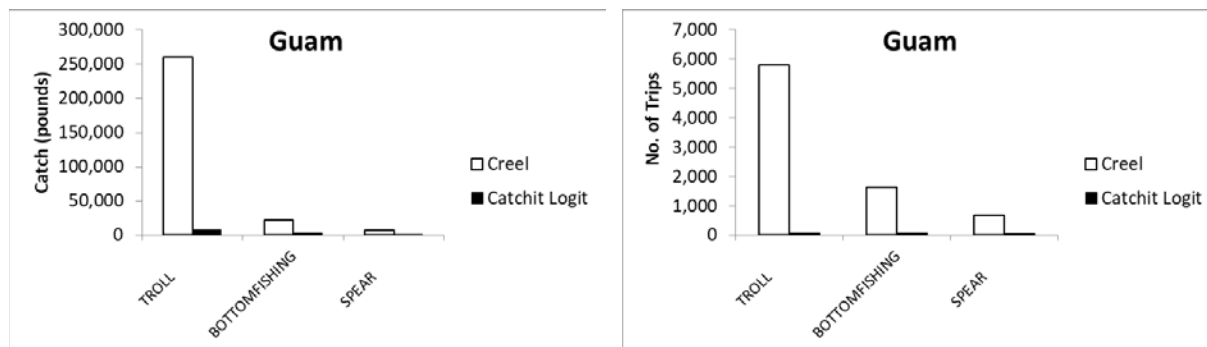 Guam
Catch (pounds)
300,000
250,000
200,000
150,000
100,000
50,000
0
TROLL
BOTTOMFISHING
SPEAR
Creel
Catchit Logit
Guam
No. of Trips
7,000
6,000
5,000
4,000
3,000
2,000
1,000
0
TROLL
BOTTOMFISHING
SPEAR
Creel
Catchit Logit